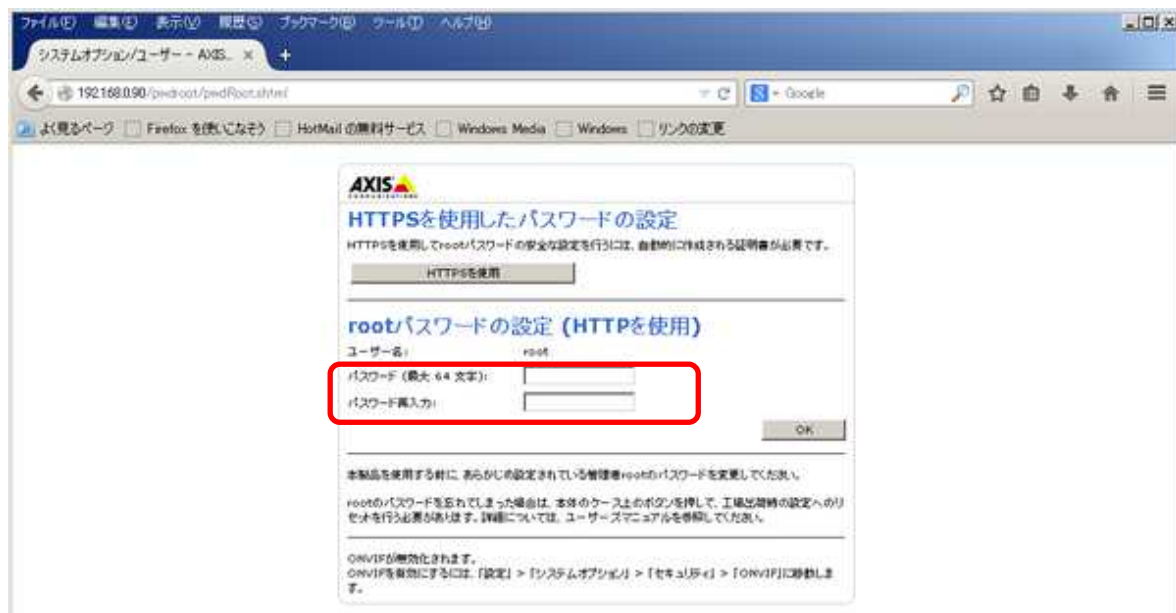 ファイル(F) 編集(E) 表示(V) 履歴(S) ブックマーク(B) ツール(T) ヘルプ(H)
システムオプション/ユーザー - AXIS...
192.168.0.90/pwdroot/pwdRoot.shtml
Google
よく見るページ Firefox を使いこなそう HotMail の無料サービス Windows Media Windows リンクの変更
AXIS
COMMUNICATIONS
HTTPSを使用したパスワードの設定
HTTPSを使用してrootパスワードの安全な設定を行うには、自動的に作成される証明書が必要です。
HTTPSを使用
rootパスワードの設定 (HTTPを使用)
ユーザー名: root
パスワード (最大 64 文字):
パスワード再入力:
OK
本製品を使用する前に、あらかじめ設定されている管理者rootのパスワードを変更してください。
rootのパスワードを忘れてしまった場合は、本体のケース上のボタンを押して、工場出荷時の設定へのリ
セットを行う必要があります。詳細については、ユーザーズマニュアルを参照してください。
ONVIFが無効化されます。
ONVIFを有効にするには、「設定」 > 「システムオプション」 > 「セキュリティ」 > 「ONVIF」に移動しま
す。